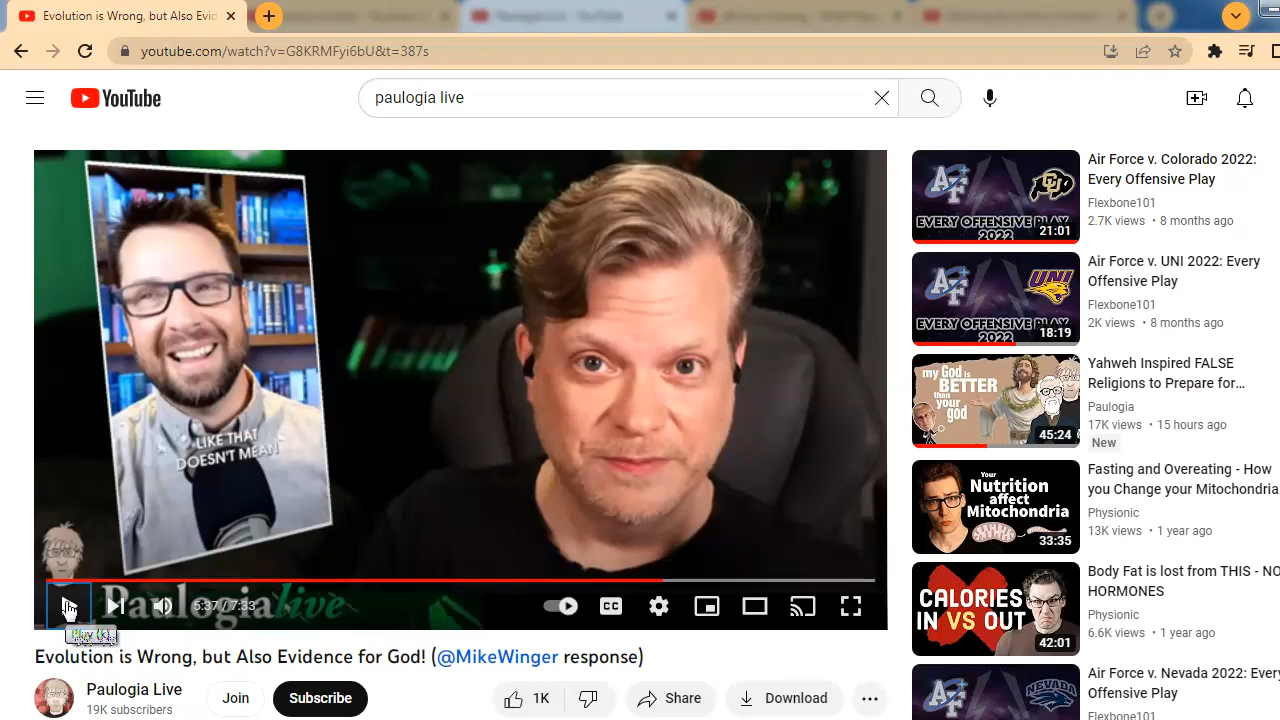 Evolution is Wrong, but Also Evid
youtube.com/watch?v=G8KRMFyi6bU&t=387s
YouTube
paulogia live
LIKE THAT
DOESN'T MEAN
Paulogia live
5:37 / 7:33
CC
Play (k)
Evolution is Wrong, but Also Evidence for God! (@MikeWinger response)
Paulogia Live
19K subscribers
Join
Subscribe
1K
Share
Download
AF
CU
EVERY OFFENSIVE PLAY
2022
21:01
Air Force v. Colorado 2022:
Every Offensive Play
Flexbone101
2.7K views • 8 months ago
AF
UNI
EVERY OFFENSIVE PLAY
2022
18:19
Air Force v. UNI 2022: Every
Offensive Play
Flexbone101
2K views • 8 months ago
my God is
BETTER
than
your
god
45:24
Yahweh Inspired FALSE
Religions to Prepare for...
Paulogia
17K views • 15 hours ago
New
Your
Nutrition
affect
Mitochondria
33:35
Fasting and Overeating - How
you Change your Mitochondria
Physionic
13K views • 1 year ago
CALORIES
IN VS OUT
42:01
Body Fat is lost from THIS - NO
HORMONES
Physionic
6.6K views • 1 year ago
AF
NEVADA
Air Force v. Nevada 2022: Every
Offensive Play
Flexbone101